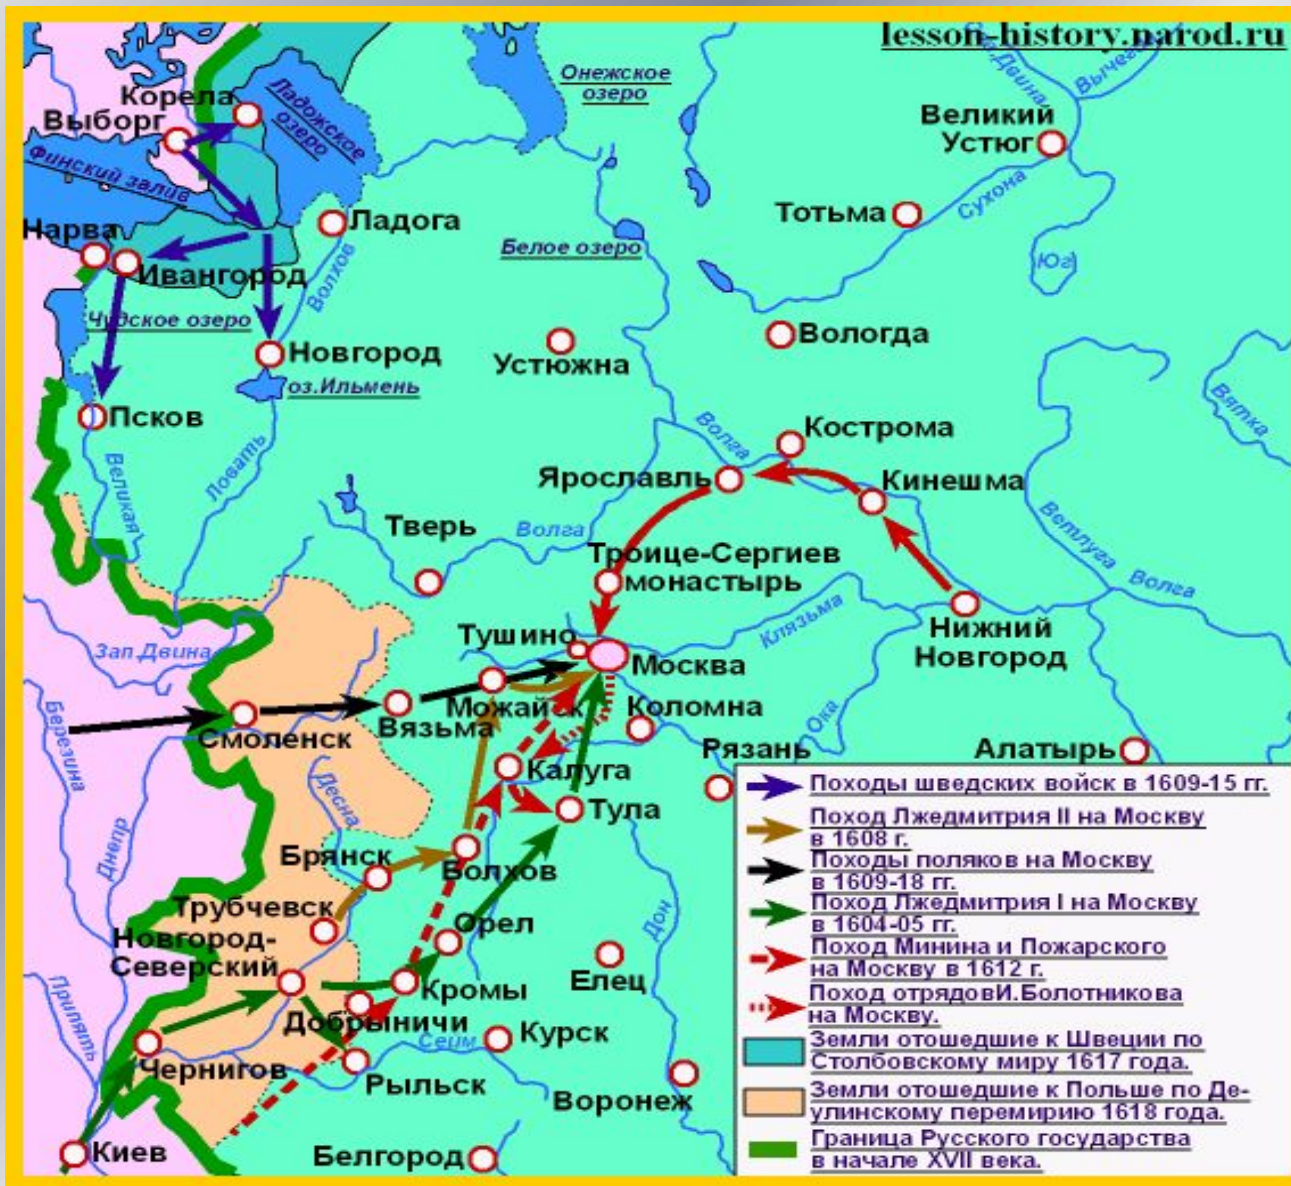 lesson-history.narod.ru
Онежское
озеро
Корела
Ладожское
озеро
Выборг
Финский залив
Дви́на
Вычегда
Великий
Устюг
Сухона
Тотьма
Юг
Ладога
Нарва
Ивангород
Волхов
Белое озеро
Чудское озеро
Новгород
оз.Ильмень
Устюжна
Вологда
Псков
Великая
Ловать
Вятка
Волга
Кострома
Ярославль
Кинешма
Ветлуга
Волга
Тверь
Волга
Троице-Сергиев
монастырь
Клязьма
Нижний
Новгород
Тушино
Москва
Зап.Двина
Можайск
Коломна
Вязьма
Смоленск
Березина
Рязань
Ока
Алатырь
Калуга
Тула
Десна
Днепр
Брянск
Волхов
Трубчевск
Орел
Дон
Новгород-
Северский
Елец
Кромы
Добрыничи
Курск
Сеим
Припять
Чернигов
Рыльск
Воронеж
Киев
Белгород
Походы шведских войск в 1609-15 гг.
Поход Лжедмитрия II на Москву
в 1608 г.
Походы поляков на Москву
в 1609-18 гг.
Поход Лжедмитрия I на Москву
в 1604-05 гг.
Поход Минина и Пожарского
на Москву в 1612 г.
Поход отрядовИ.Болотникова
на Москву.
Земли отошедшие к Швеции по
Столбовскому миру 1617 года.
Земли отошедшие к Польше по Де-
улинскому перемирию 1618 года.
Граница Русского государства
в начале XVII века.